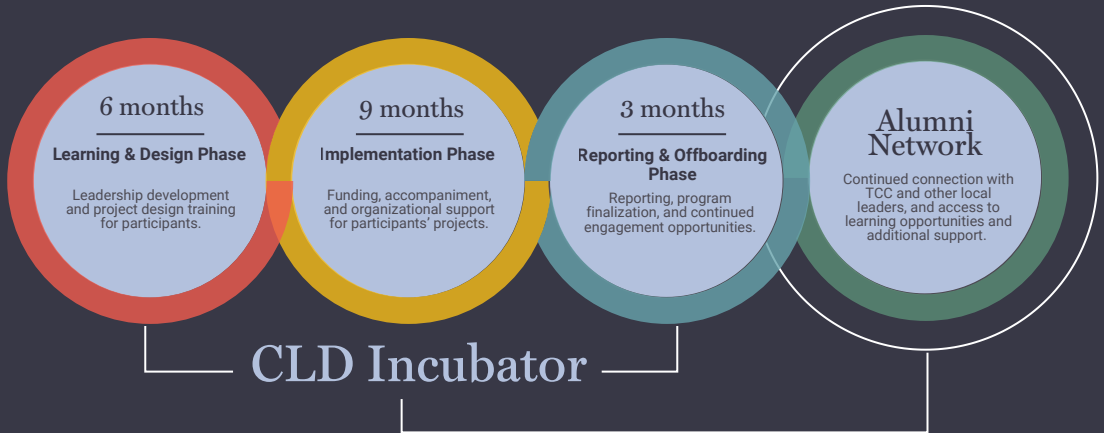 6 months
Learning & Design Phase
Leadership development
and project design training
for participants.
9 months
Implementation Phase
Funding, accompaniment,
and organizational support
for participants' projects.
3 months
Reporting & Offboarding
Phase
Reporting, program
finalization, and continued
engagement opportunities.
Alumni
Network
Continued connection with
TCC and other local
leaders, and access to
learning opportunities and
additional support.
CLD Incubator